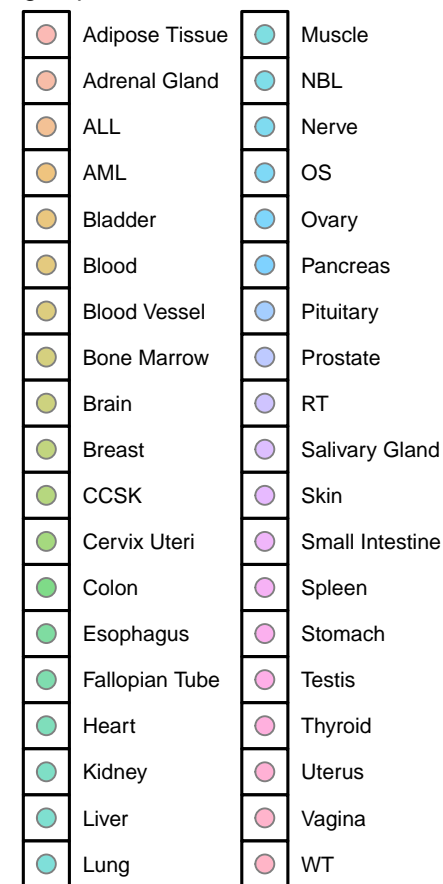 Adipose Tissue
Adrenal Gland
ALL
AML
Bladder
Blood
Blood Vessel
Bone Marrow
Brain
Breast
CCSK
Cervix Uteri
Colon
Esophagus
Fallopian Tube
Heart
Kidney
Liver
Lung
Muscle
NBL
Nerve
OS
Ovary
Pancreas
Pituitary
Prostate
RT
Salivary Gland
Skin
Small Intestine
Spleen
Stomach
Testis
Thyroid
Uterus
Vagina
WT